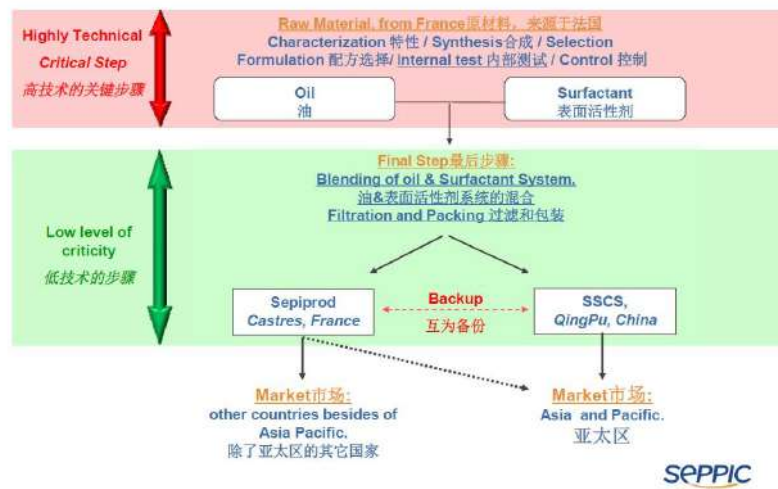 Highly Technical
Critical Step
高技术的关键步骤
Raw Material, from France原材料，来源于法国
Characterization 特性 / Synthesis合成 / Selection
Formulation 配方选择/ Internal test 内部测试 / Control 控制
Oil
油
Surfactant
表面活性剂
Low level of
criticity
低技术的步骤
Final Step最后步骤:
Blending of oil & Surfactant System,
油&表面活性剂系统的混合
Filtration and Packing 过滤和包装
Sepiprod
Castres, France
Backup
互为备份
SSCS,
QingPu, China
Market市场:
other countries besides of
Asia Pacific.
除了亚太区的其它国家
Market市场:
Asia and Pacific.
亚太区
SEPPIC